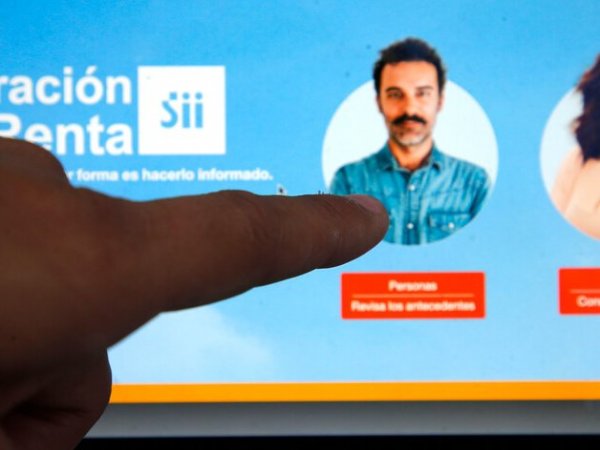 ración
Renta
sii
r forma es hacerlo informado.
Personas
Revisa los antecedentes